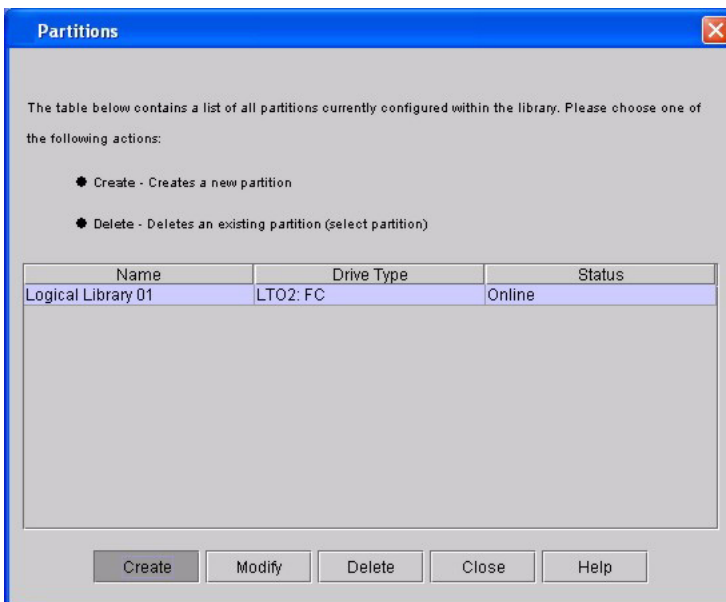 Partitions
The table below contains a list of all partitions currently configured within the library. Please choose one of
the following actions:
Create - Creates a new partition
Delete - Deletes an existing partition (select partition)
Name Drive Type Status
Logical Library 01 LTO2: FC Online
Create Modify Delete Close Help